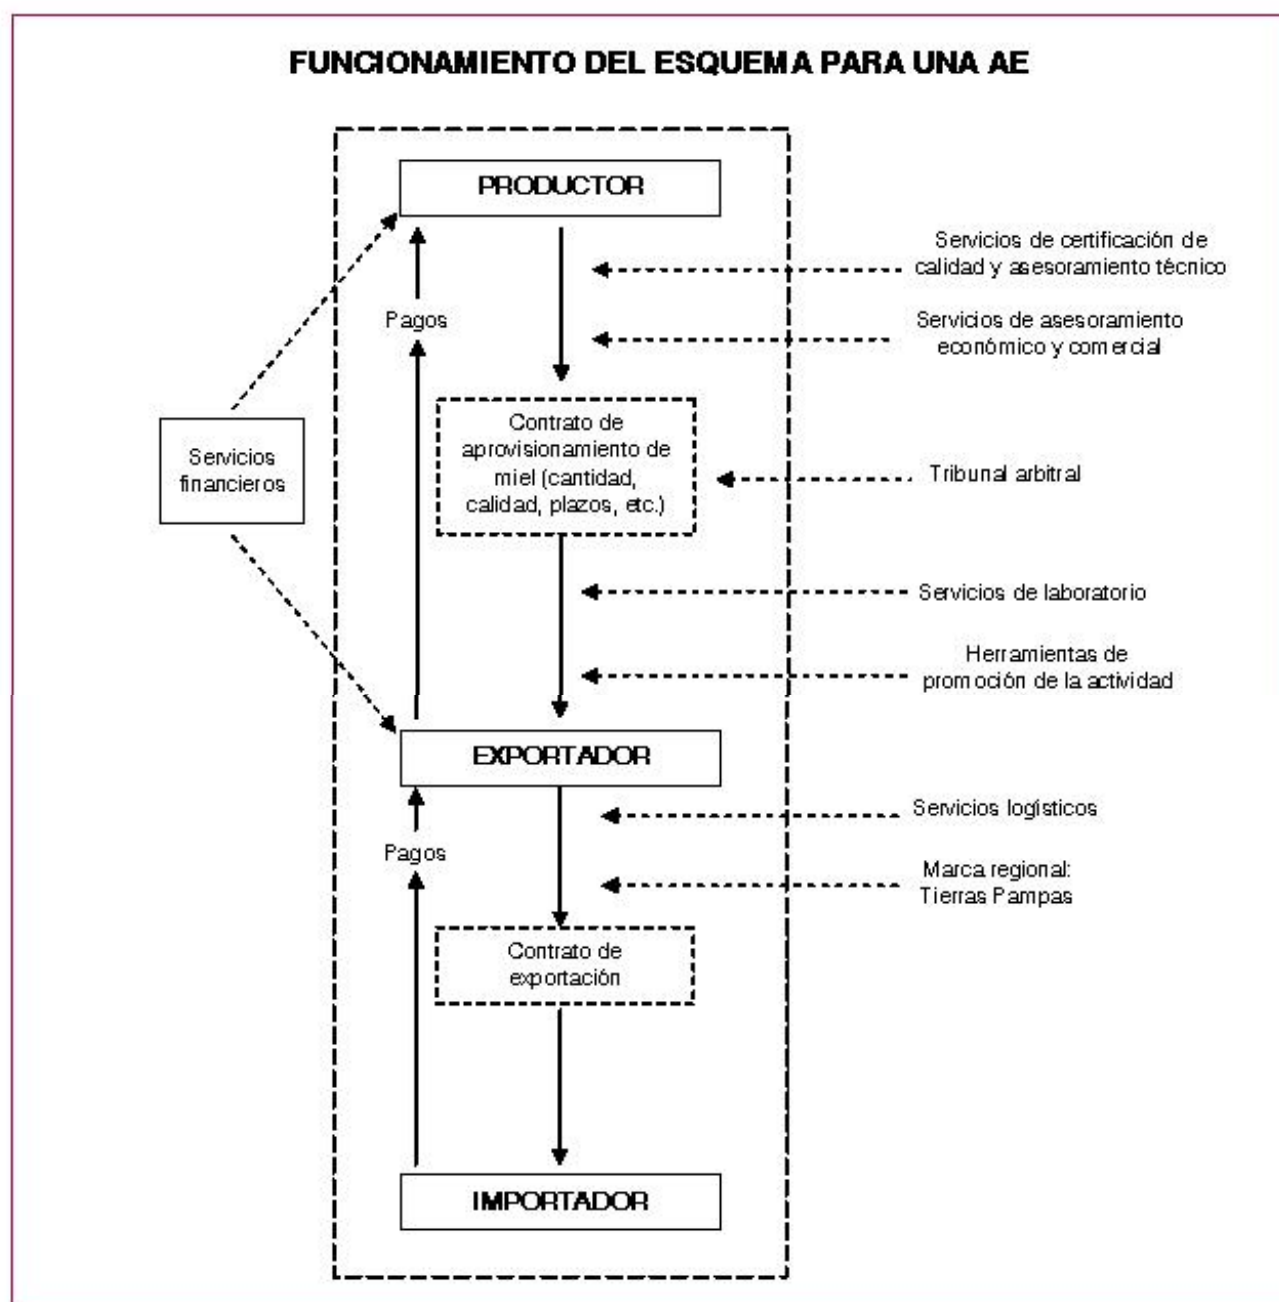 FUNCIONAMIENTO DEL ESQUEMA PARA UNA AE
PRODUCTOR
Servicios de certificación de
calidad y asesoramiento técnico
Pagos
Servicios de asesoramiento
económico y comercial
Servicios
financieros
Contrato de
aprovisionamiento de
miel (cantidad,
calidad, plazos, etc.)
Tribunal arbitral
Servicios de laboratorio
Herramientas de
promoción de la actividad
EXPORTADOR
Servicios logísticos
Pagos
Marca regional:
Tierras Pampas
Contrato de
exportación
IMPORTADOR